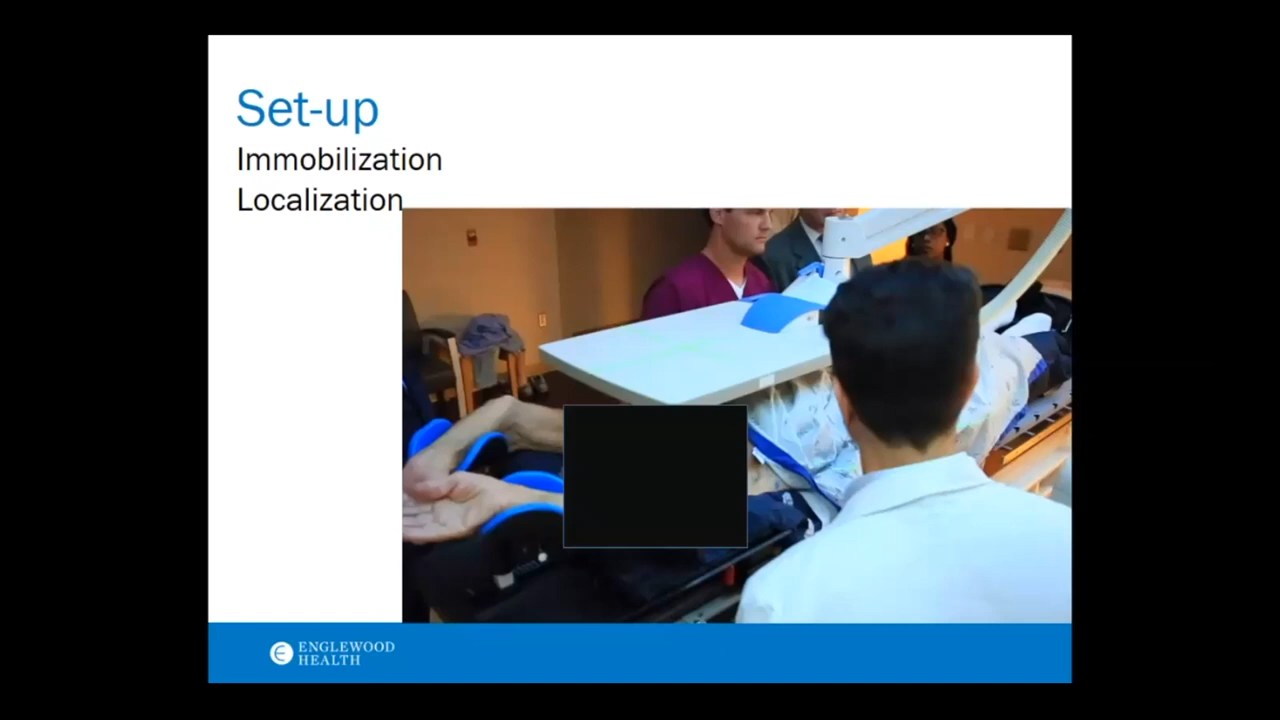 Set-up
Immobilization
Localization
ENGLEWOOD
HEALTH